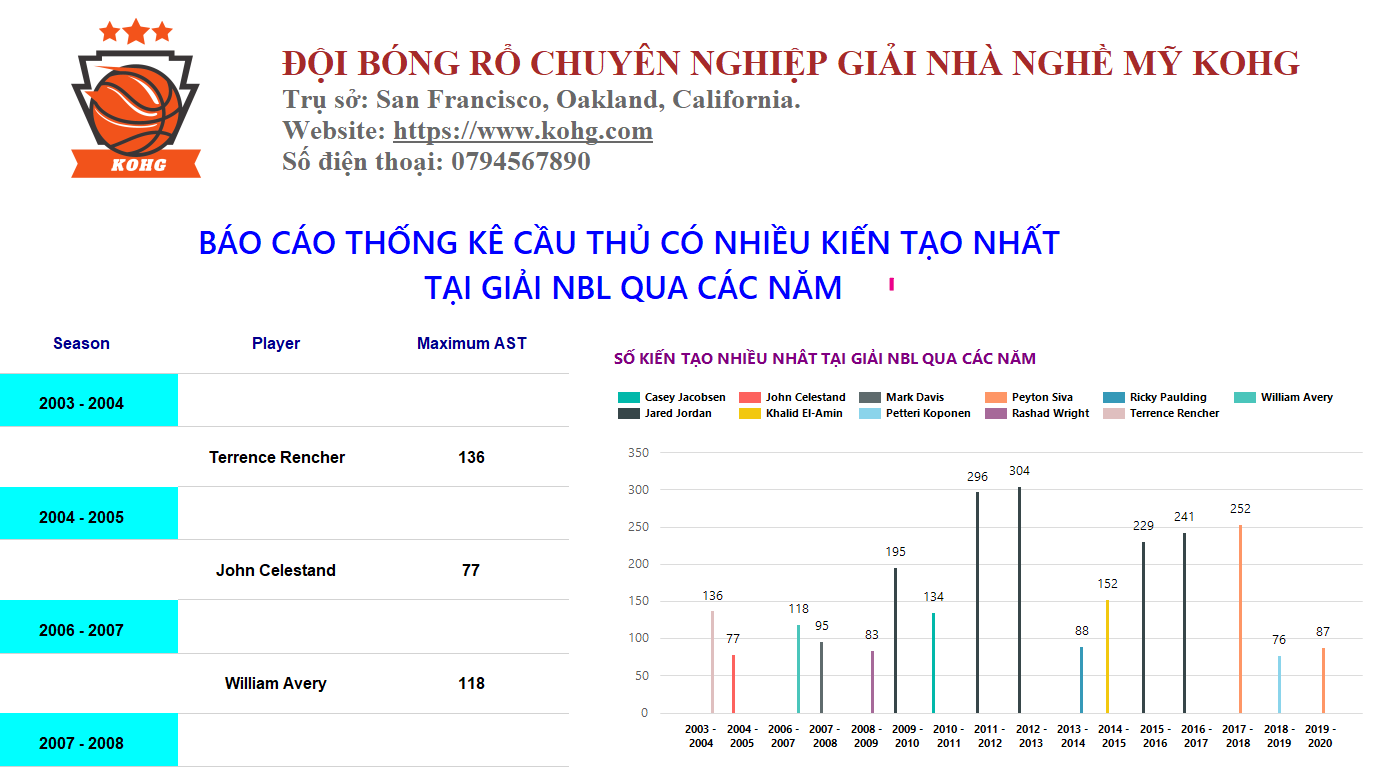 KOHG
ĐỘI BÓNG RỔ CHUYÊN NGHIỆP GIẢI NHÀ NGHỀ MỸ KOHG
Trụ sở: San Francisco, Oakland, California.
Website: https://www.kohg.com
Số điện thoại: 0794567890
BÁO CÁO THỐNG KÊ CẦU THỦ CÓ NHIỀU KIẾN TẠO NHẤT
TẠI GIẢI NBL QUA CÁC NĂM
Season Player Maximum AST
2003 - 2004
Terrence Rencher 136
2004 - 2005
John Celestand 77
2006 - 2007
William Avery 118
2007 - 2008
SỐ KIẾN TẠO NHIỀU NHÂT TẠI GIẢI NBL QUA CÁC NĂM
Casey Jacobsen John Celestand Mark Davis Peyton Siva Ricky Paulding William Avery
Jared Jordan Khalid El-Amin Petteri Koponen Rashad Wright Terrence Rencher
350
300
250
200
150
100
50
0
136 77 118 95 83 195 134 296 304 88 152 229 241 252 76 87
2003 - 2004 - 2006 - 2007 - 2008 - 2009 - 2010 - 2011 - 2012 - 2013 - 2014 - 2015 - 2016 - 2017 - 2018 - 2019 -
2004 2005 2007 2008 2009 2010 2011 2012 2013 2014 2015 2016 2017 2018 2019 2020